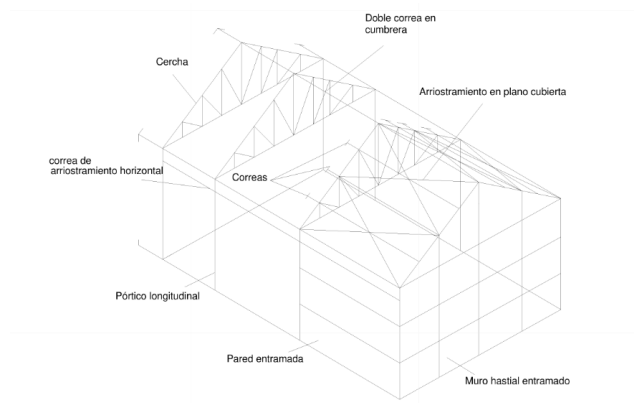 Doble correa en
cumbrera
Cercha
Arriostramiento en plano cubierta
correa de
arriostramiento horizontal
Correas
Pórtico longitudinal
Pared entramada
Muro hastial entramado